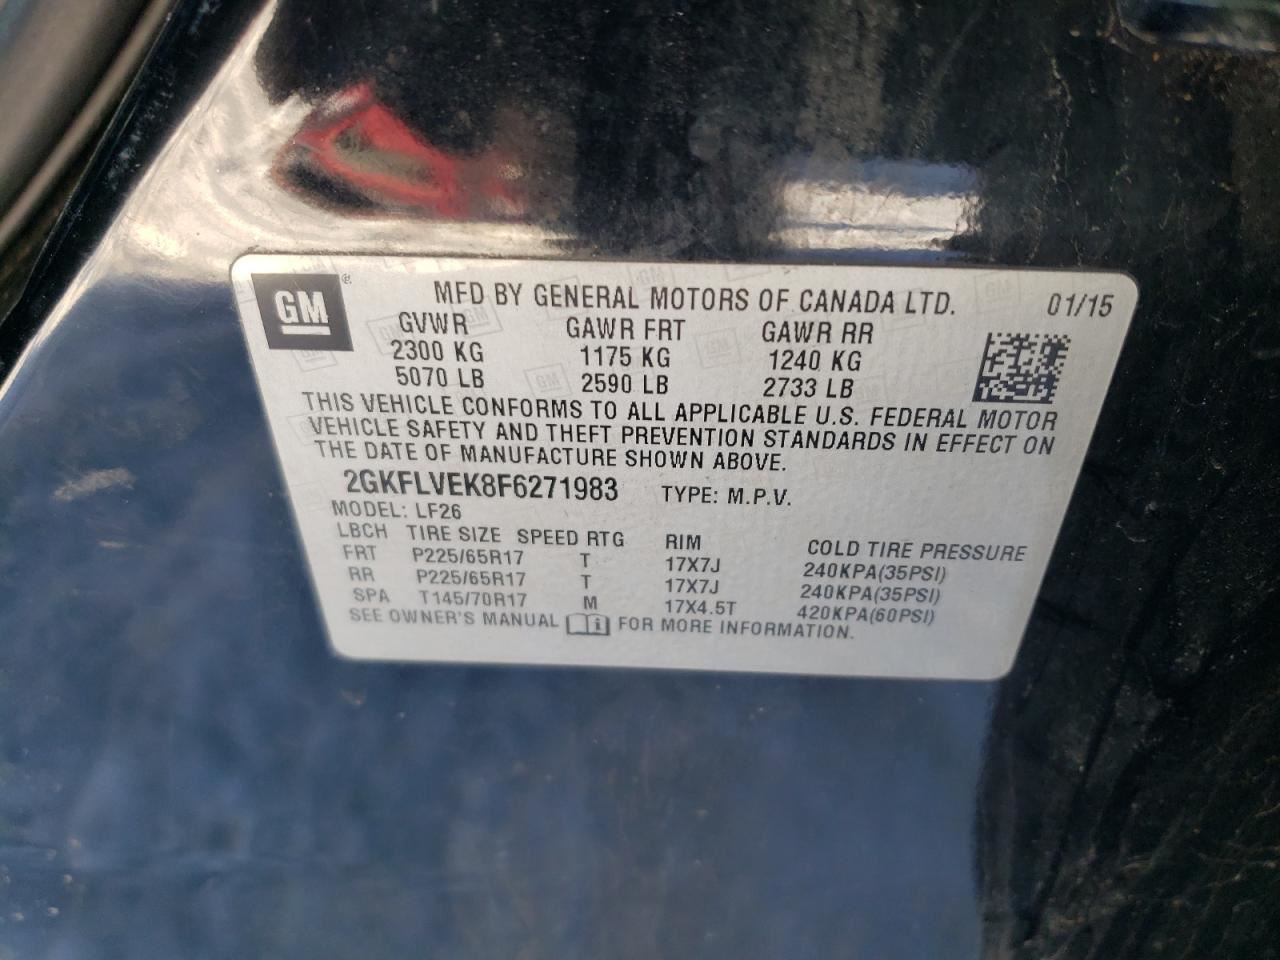 GM ® MFD BY GENERAL MOTORS OF CANADA LTD. 01/15
GVWR GAWR FRT GAWR RR
2300 KG 1175 KG 1240 KG
5070 LB 2590 LB 2733 LB
THIS VEHICLE CONFORMS TO ALL APPLICABLE U.S. FEDERAL MOTOR
VEHICLE SAFETY AND THEFT PREVENTION STANDARDS IN EFFECT ON
THE DATE OF MANUFACTURE SHOWN ABOVE.
2GKFLVEK8F6271983 TYPE: M.P.V.
MODEL: LF26
LBCH TIRE SIZE SPEED RTG RIM COLD TIRE PRESSURE
FRT P225/65R17 T 17X7J 240KPA(35PSI)
RR P225/65R17 T 17X7J 240KPA(35PSI)
SPA T145/70R17 M 17X4.5T 420KPA(60PSI)
SEE OWNER'S MANUAL i FOR MORE INFORMATION.